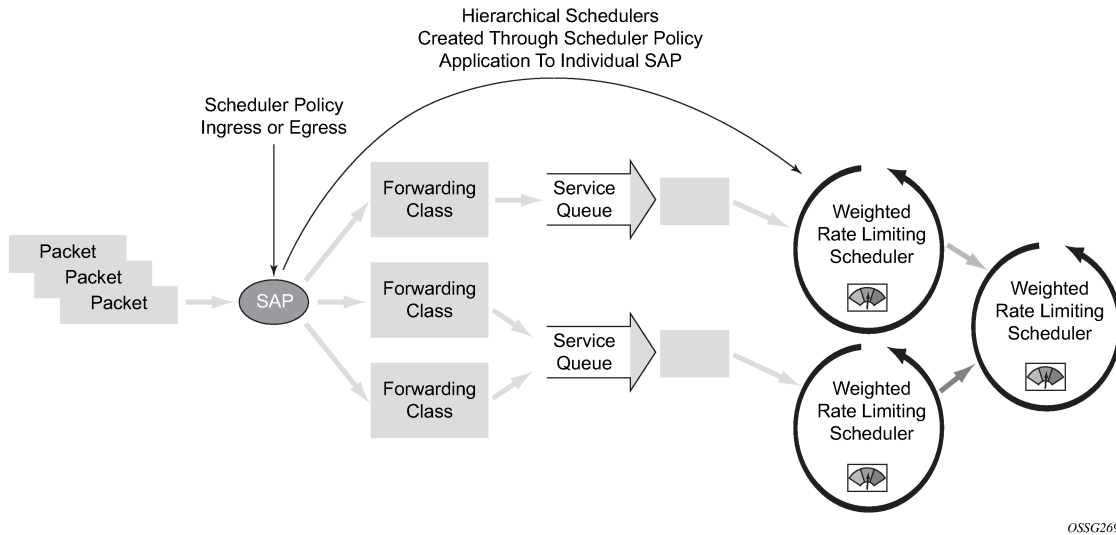 Hierarchical Schedulers
Created Through Scheduler Policy
Application To Individual SAP
Scheduler Policy
Ingress or Egress
Packet
Packet
Packet
SAP
Forwarding
Class
Forwarding
Class
Forwarding
Class
Service
Queue
Service
Queue
Weighted
Rate Limiting
Scheduler
Weighted
Rate Limiting
Scheduler
Weighted
Rate Limiting
Scheduler
OSSG269